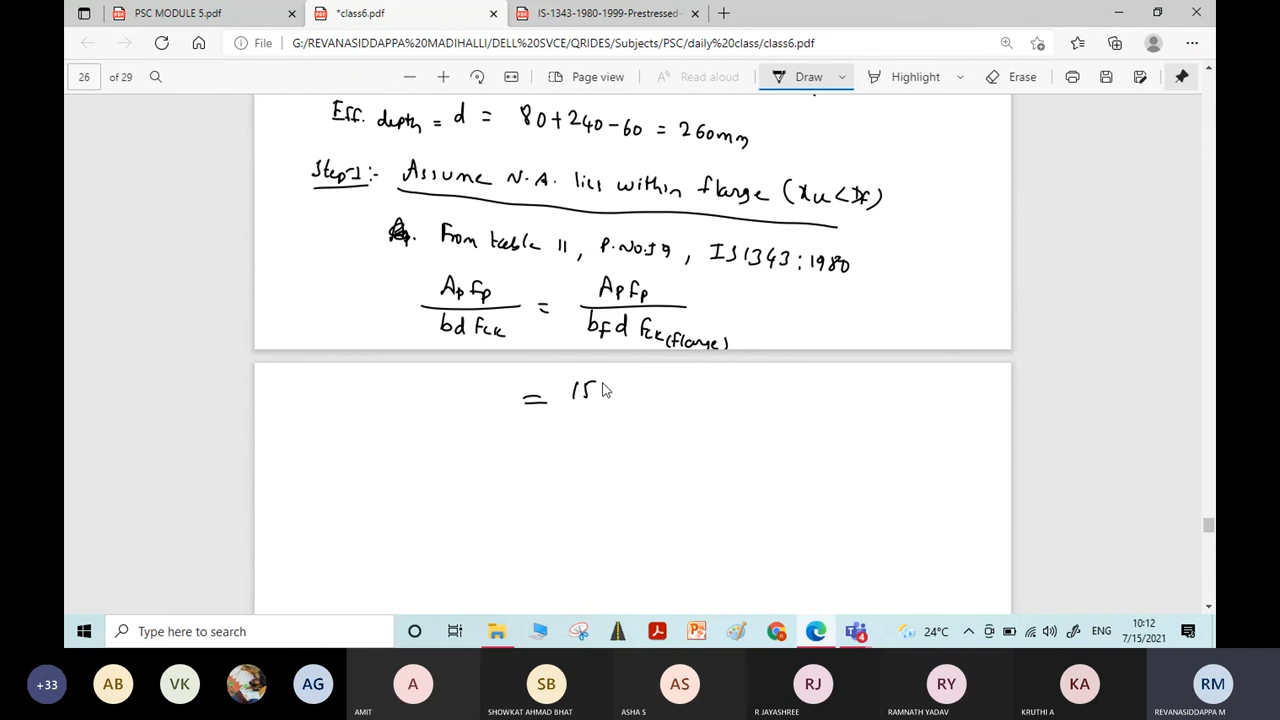 PSC MODULE 5.pdf
*class6.pdf
IS-1343-1980-1999-Prestressed-
File
G:/REVANASIDDAPPA%20MADIHALLI/DELL%20SVCE/QRIDES/Subjects/PSC/daily%20class/class6.pdf
26 of 29
Page view
Read aloud
Draw
Highlight
Erase
Eff. depth = d = 80+240-60 = 260mm
Step-1:- Assume N.A. lies within flange (xu<Df)
From table 11, P.No.59, IS1343:1980
Apfp / bd fck = Apfp / bf d fck(flange)
= 15
Type here to search
24°C
ENG
10:12
7/15/2021
4
+33
AB
VK
AG
A
SB
AS
RJ
RY
KA
RM
AMIT
SHOWKAT AHMAD BHAT
ASHA S
R JAYASHREE
RAMNATH YADAV
KRUTHI A
REVANASIDDAPPA M